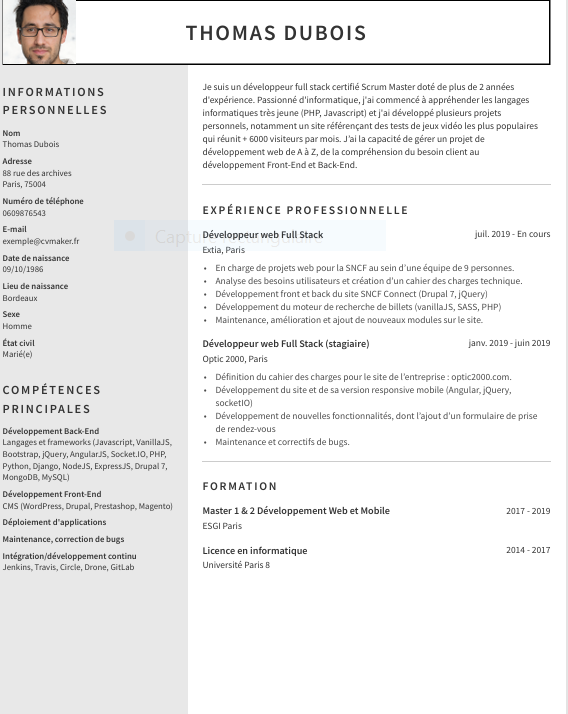 THOMAS DUBOIS
INFORMATIONS
PERSONNELLES
Nom
Thomas Dubois
Adresse
88 rue des archives
Paris, 75004
Numéro de téléphone
0609876543
E-mail
exemple@cvmaker.fr
Date de naissance
09/10/1986
Lieu de naissance
Bordeaux
Sexe
Homme
État civil
Marié(e)
COMPÉTENCES
PRINCIPALES
Développement Back-End
Langages et frameworks (Javascript, VanillaJS,
Bootstrap, jQuery, AngularJS, Socket.IO, PHP,
Python, Django, NodeJS, ExpressJS, Drupal 7,
MongoDB, MySQL)
Développement Front-End
CMS (WordPress, Drupal, Prestashop, Magento)
Déploiement d'applications
Maintenance, correction de bugs
Intégration/développement continu
Jenkins, Travis, Circle, Drone, GitLab
Je suis un développeur full stack certifié Scrum Master doté de plus de 2 années
d'expérience. Passionné d'informatique, j'ai commencé à appréhender les langages
informatiques très jeune (PHP, Javascript) et j'ai développé plusieurs projets
personnels, notamment un site référençant des tests de jeux vidéo les plus populaires
qui réunit + 6000 visiteurs par mois. J'ai la capacité de gérer un projet de
développement web de A à Z, de la compréhension du besoin client au
développement Front-End et Back-End.
EXPÉRIENCE PROFESSIONNELLE
Capture rectangulaire
Développeur web Full Stack juil. 2019 - En cours
Extia, Paris
• En charge de projets web pour la SNCF au sein d'une équipe de 9 personnes.
• Analyse des besoins utilisateurs et création d'un cahier des charges technique.
• Développement front et back du site SNCF Connect (Drupal 7, jQuery)
• Développement du moteur de recherche de billets (vanillaJS, SASS, PHP)
• Maintenance, amélioration et ajout de nouveaux modules sur le site.
Développeur web Full Stack (stagiaire) janv. 2019 - juin 2019
Optic 2000, Paris
• Définition du cahier des charges pour le site de l'entreprise : optic2000.com.
• Développement du site et de sa version responsive mobile (Angular, jQuery,
socketIO)
• Développement de nouvelles fonctionnalités, dont l'ajout d'un formulaire de prise
de rendez-vous
• Maintenance et correctifs de bugs.
FORMATION
Master 1 & 2 Développement Web et Mobile 2017 - 2019
ESGI Paris
Licence en informatique 2014 - 2017
Université Paris 8